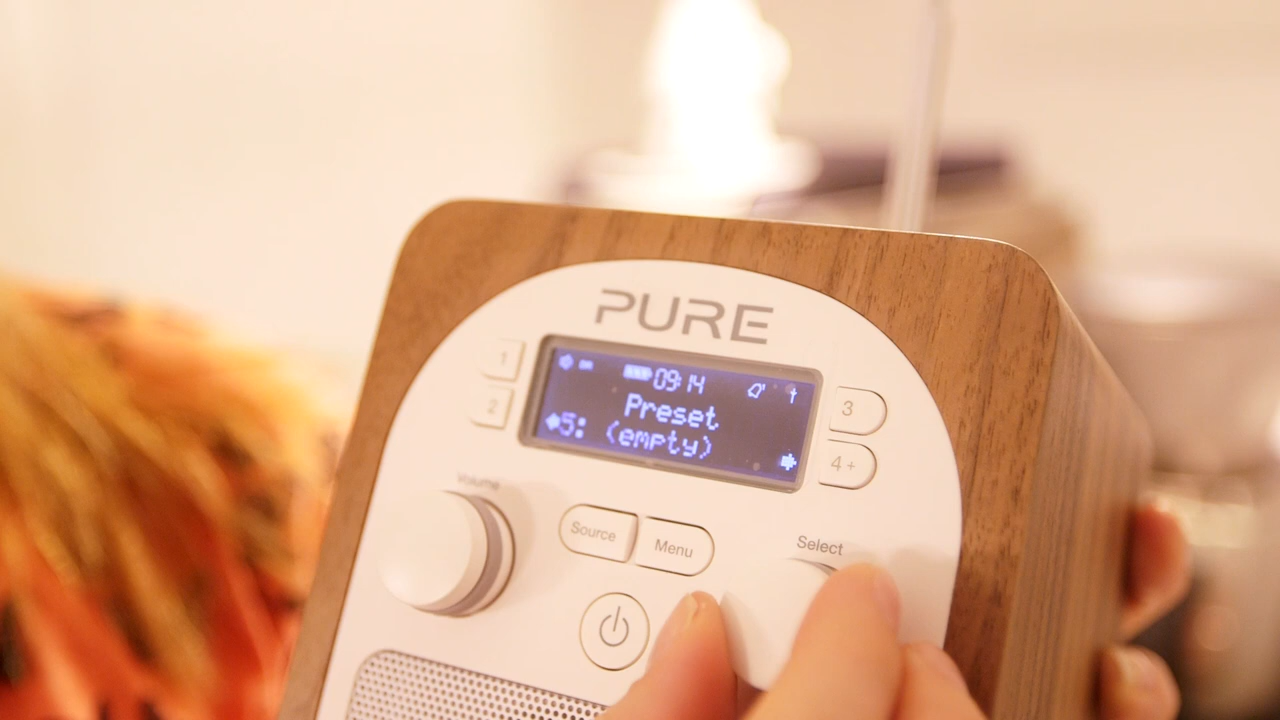 PURE
1
2
09:14
Preset
5: (empty)
3
4+
Volume
Source
Menu
Select